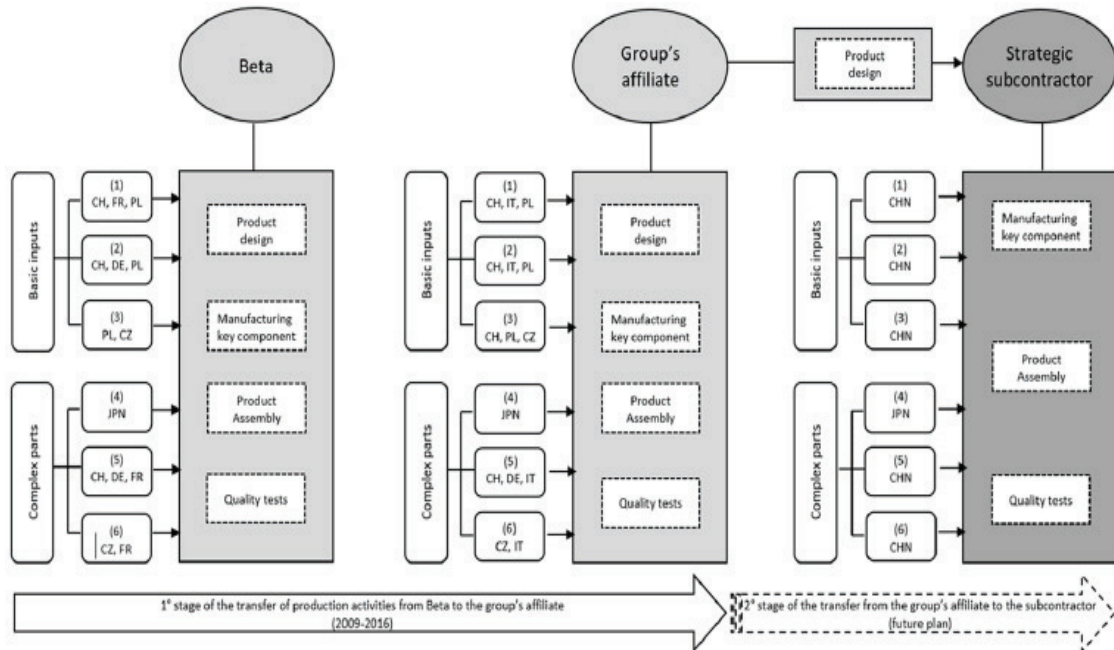 Beta
Group's
affiliate
Product
design
Strategic
subcontractor
Basic inputs
(1)
CH, FR, PL
(2)
CH, DE, PL
(3)
PL, CZ
Complex parts
(4)
JPN
(5)
CH, DE, FR
(6)
CZ, FR
Product
design
Manufacturing
key component
Product
Assembly
Quality tests
Basic inputs
(1)
CH, IT, PL
(2)
CH, IT, PL
(3)
CH, PL, CZ
Complex parts
(4)
JPN
(5)
CH, DE, IT
(6)
CZ, IT
Product
design
Manufacturing
key component
Product
Assembly
Quality tests
Basic inputs
(1)
CHN
(2)
CHN
(3)
CHN
Complex parts
(4)
JPN
(5)
CHN
(6)
CHN
Manufacturing
key component
Product
Assembly
Quality tests
1° stage of the transfer of production activities from Beta to the group's affiliate
(2009-2016)
2° stage of the transfer from the group's affiliate to the subcontractor
(future plan)